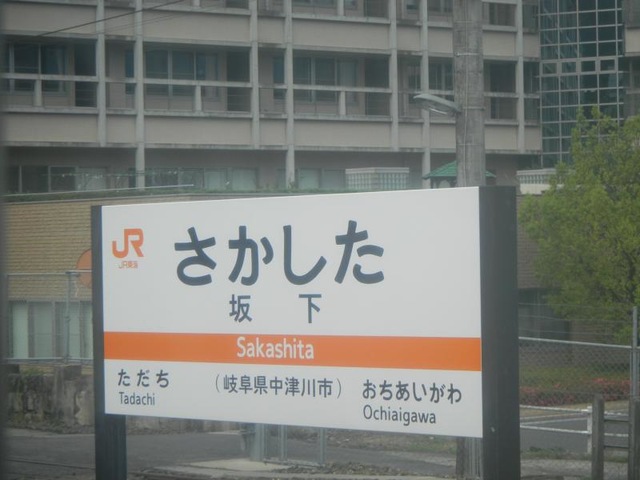 JR
JR東海
さかした
坂下
Sakashita
ただち
Tadachi
（岐阜県中津川市）
おちあいがわ
Ochiaigawa